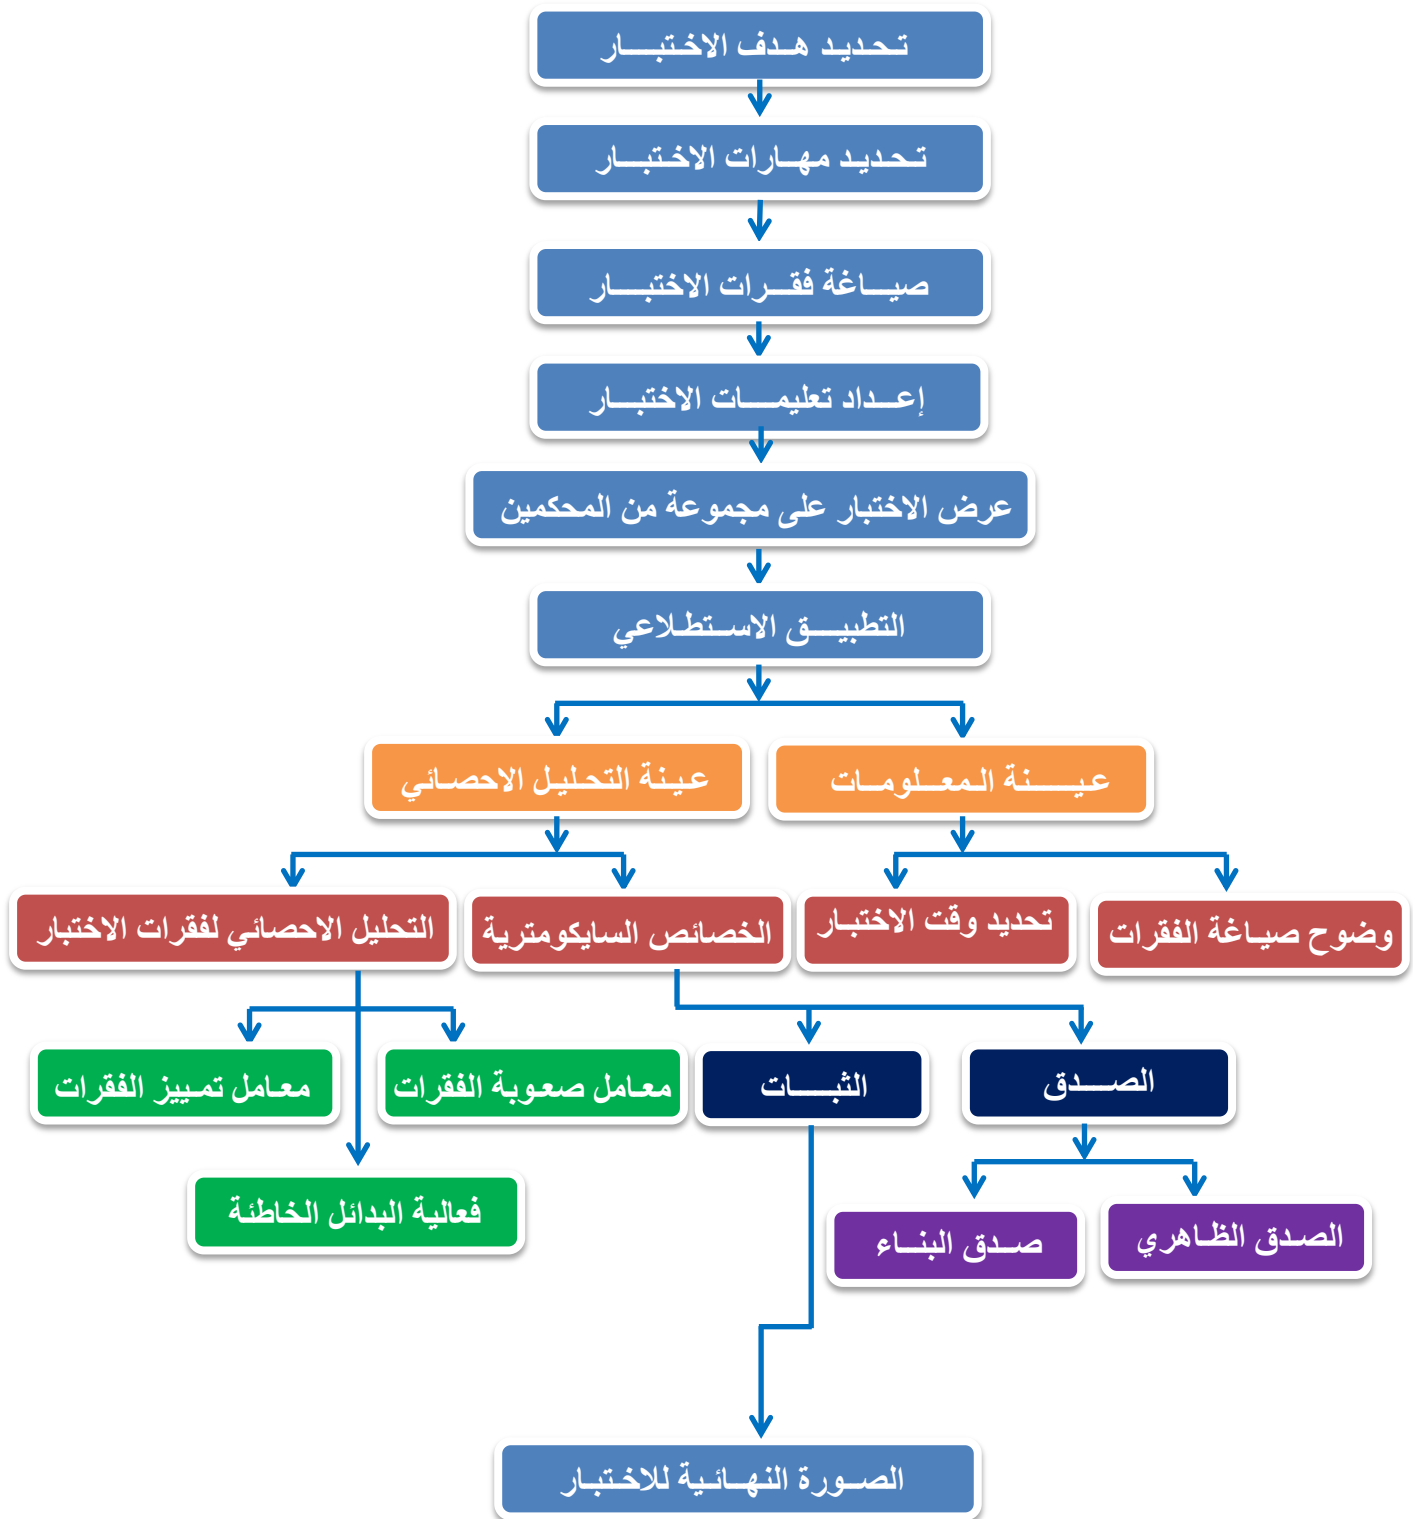 تحديد هدف الاختبار
تحديد مهارات الاختبار
صياغة فقرات الاختبار
إعداد تعليمات الاختبار
عرض الاختبار على مجموعة من المحكمين
التطبيق الاستطلاعي
عينة المعلومات
عينة التحليل الاحصائي
وضوح صياغة الفقرات
تحديد وقت الاختبار
الخصائص السايكومترية
التحليل الاحصائي لفقرات الاختبار
الصدق
الثبات
معامل صعوبة الفقرات
معامل تمييز الفقرات
الصدق الظاهري
صدق البناء
فعالية البدائل الخاطئة
الصورة النهائية للاختبار